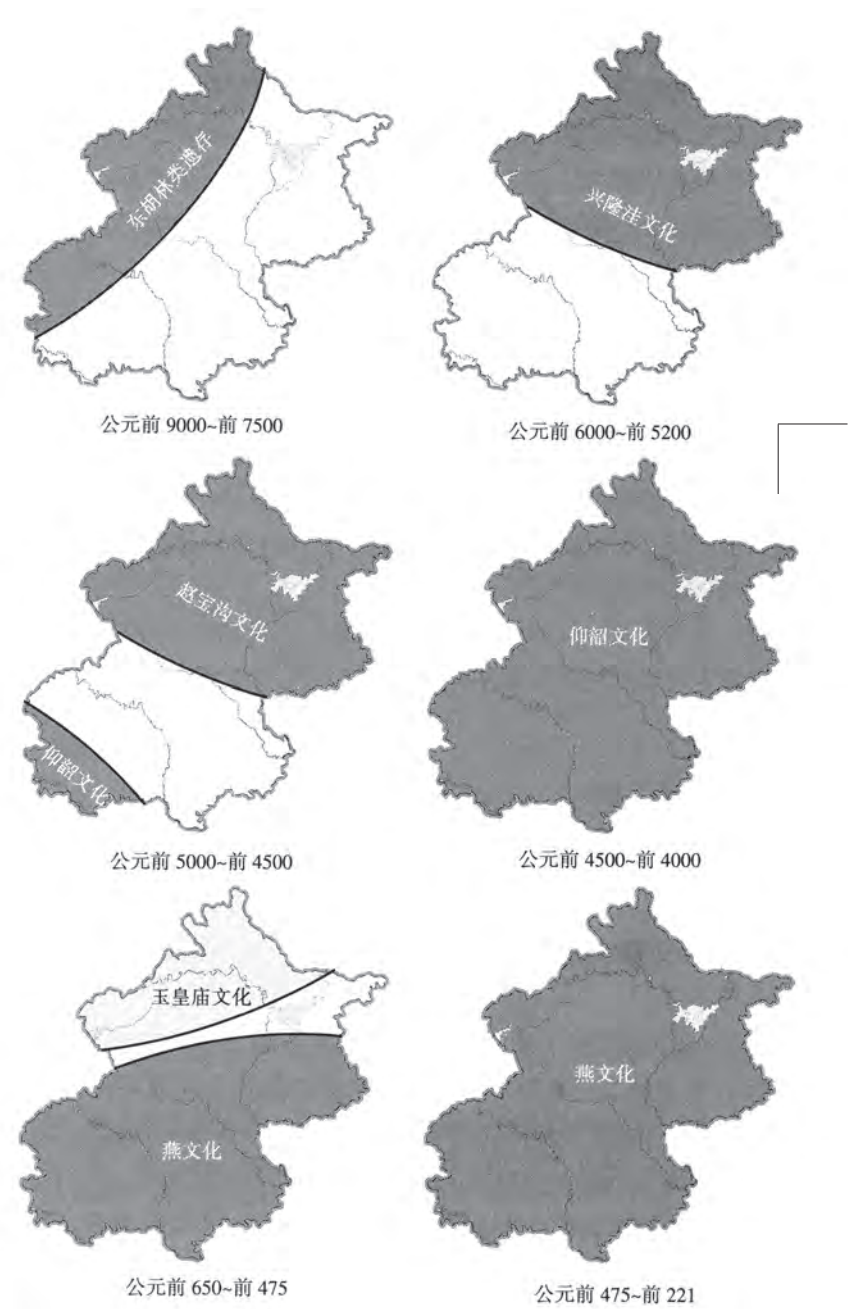 东胡林类遗存
兴隆洼文化
公元前 9000~前 7500
公元前 6000~前 5200
赵宝沟文化
仰韶文化
仰韶文化
公元前 5000~前 4500
公元前 4500~前 4000
玉皇庙文化
燕文化
燕文化
公元前 650~前 475
公元前 475~前 221